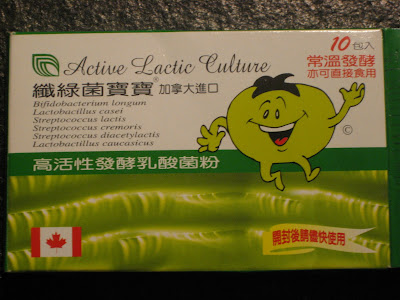 10包入
Active Lactic Culture
常溫發酵
亦可直接食用
纖綠菌寶寶® 加拿大進口
Bifidobacterium longum
Lactobacillus casei
Streptococcus lactis
Streptococcus cremoris
Streptococcus diacetylactis
Lactobactillus caucasicus
©
高活性發酵乳酸菌粉
開封後請儘快使用